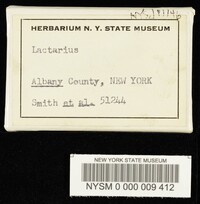 HERBARIUM N. Y. STATE MUSEUM
Lactarius
Albany County, NEW YORK
Smith et al. 51244
NEW YORK STATE MUSEUM
NYSM 0 000 009 412